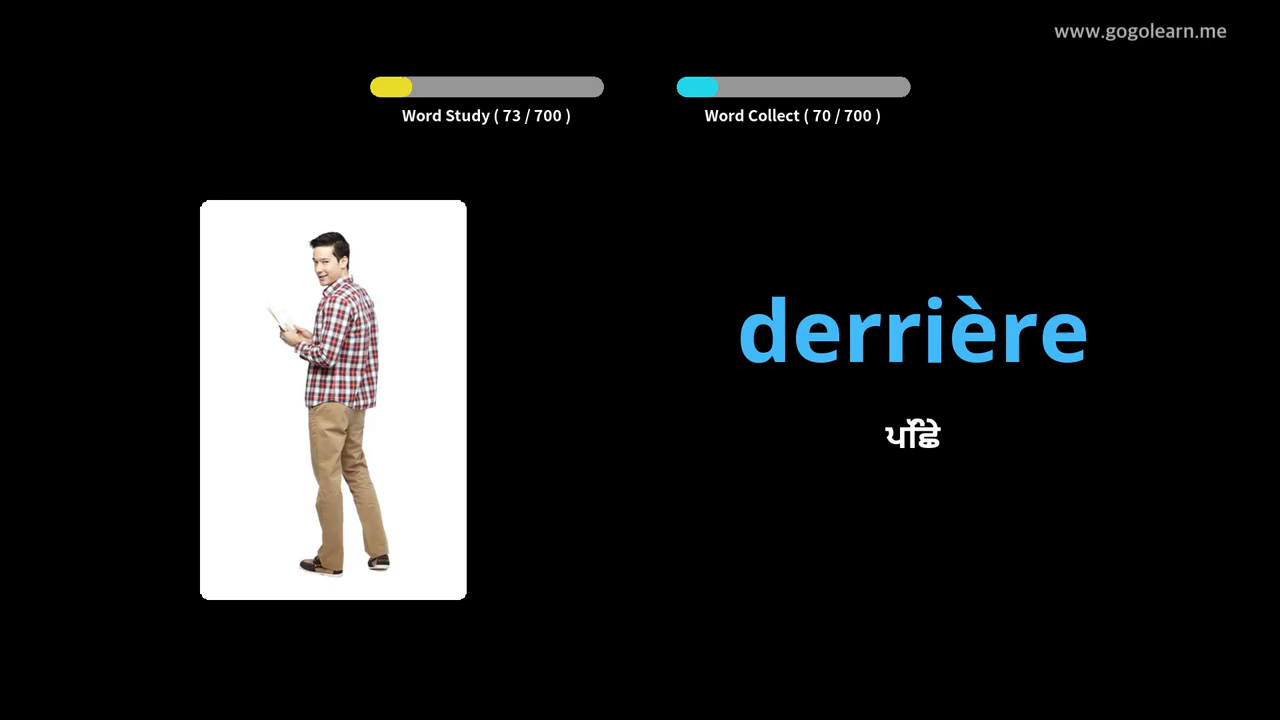 www.gogolearn.me
Word Study ( 73 / 700 )
Word Collect ( 70 / 700 )
derrière
ਪਿੱਛੇ